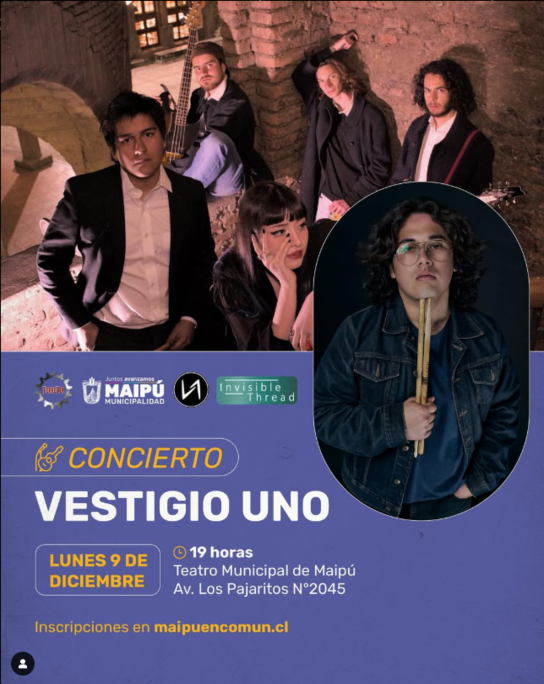 Juntos avanzamos
MAIPÚ
MUNICIPALIDAD
Invisible
Thread
CONCIERTO
VESTIGIO UNO
LUNES 9 DE
DICIEMBRE
19 horas
Teatro Municipal de Maipú
Av. Los Pajaritos N°2045
Inscripciones en maipuencomun.cl